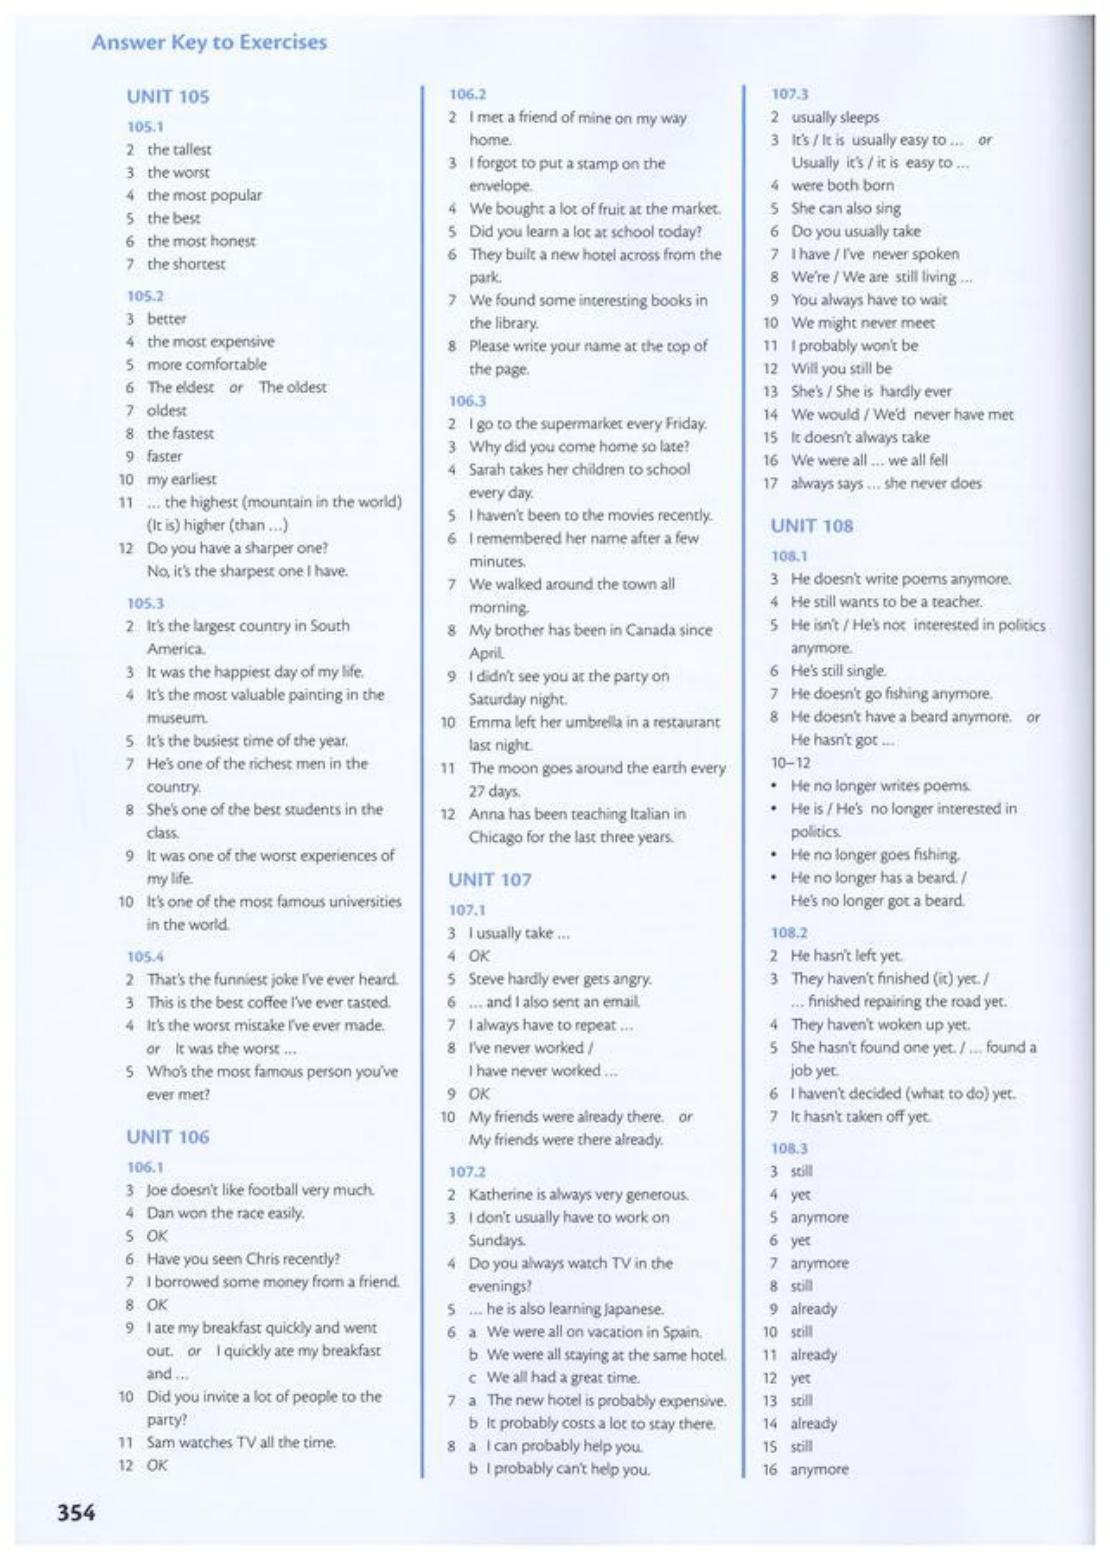 Answer Key to Exercises
UNIT 105
105.1
2 the tallest
3 the worst
4 the most popular
5 the best
6 the most honest
7 the shortest
105.2
3 better
4 the most expensive
5 more comfortable
6 The eldest or The oldest
7 oldest
8 the fastest
9 faster
10 my earliest
11 ... the highest (mountain in the world)
(It is) higher (than ...)
12 Do you have a sharper one?
No, it's the sharpest one I have.
105.3
2 It's the largest country in South
America.
3 It was the happiest day of my life.
4 It's the most valuable painting in the
museum.
5 It's the busiest time of the year.
7 He's one of the richest men in the
country.
8 She's one of the best students in the
class.
9 It was one of the worst experiences of
my life.
10 It's one of the most famous universities
in the world.
105.4
2 That's the funniest joke I've ever heard.
3 This is the best coffee I've ever tasted.
4 It's the worst mistake I've ever made.
or It was the worst ...
5 Who's the most famous person you've
ever met?
UNIT 106
106.1
3 Joe doesn't like football very much.
4 Dan won the race easily.
5 OK
6 Have you seen Chris recently?
7 I borrowed some money from a friend.
8 OK
9 I ate my breakfast quickly and went
out. or I quickly ate my breakfast
and ...
10 Did you invite a lot of people to the
party?
11 Sam watches TV all the time.
12 OK
106.2
2 I met a friend of mine on my way
home.
3 I forgot to put a stamp on the
envelope.
4 We bought a lot of fruit at the market.
5 Did you learn a lot at school today?
6 They built a new hotel across from the
park.
7 We found some interesting books in
the library.
8 Please write your name at the top of
the page.
106.3
2 I go to the supermarket every Friday.
3 Why did you come home so late?
4 Sarah takes her children to school
every day.
5 I haven't been to the movies recently.
6 I remembered her name after a few
minutes.
7 We walked around the town all
morning.
8 My brother has been in Canada since
April.
9 I didn't see you at the party on
Saturday night.
10 Emma left her umbrella in a restaurant
last night.
11 The moon goes around the earth every
27 days.
12 Anna has been teaching Italian in
Chicago for the last three years.
UNIT 107
107.1
3 I usually take ...
4 OK
5 Steve hardly ever gets angry.
6 ... and I also sent an email.
7 I always have to repeat ...
8 I've never worked /
I have never worked ...
9 OK
10 My friends were already there. or
My friends were there already.
107.2
2 Katherine is always very generous.
3 I don't usually have to work on
Sundays.
4 Do you always watch TV in the
evenings?
5 ... he is also learning Japanese.
6 a We were all on vacation in Spain.
b We were all staying at the same hotel.
c We all had a great time.
7 a The new hotel is probably expensive.
b It probably costs a lot to stay there.
8 a I can probably help you.
b I probably can't help you.
107.3
2 usually sleeps
3 It's / It is usually easy to ... or
Usually it's / it is easy to ...
4 were both born
5 She can also sing
6 Do you usually take
7 I have / I've never spoken
8 We're / We are still living ...
9 You always have to wait
10 We might never meet
11 I probably won't be
12 Will you still be
13 She's / She is hardly ever
14 We would / We'd never have met
15 It doesn't always take
16 We were all ... we all fell
17 always says ... she never does
UNIT 108
108.1
3 He doesn't write poems anymore.
4 He still wants to be a teacher.
5 He isn't / He's not interested in politics
anymore.
6 He's still single.
7 He doesn't go fishing anymore.
8 He doesn't have a beard anymore. or
He hasn't got ...
10–12
• He no longer writes poems.
• He is / He's no longer interested in
politics.
• He no longer goes fishing.
• He no longer has a beard. /
He's no longer got a beard.
108.2
2 He hasn't left yet.
3 They haven't finished (it) yet. /
... finished repairing the road yet.
4 They haven't woken up yet.
5 She hasn't found one yet. / ... found a
job yet.
6 I haven't decided (what to do) yet.
7 It hasn't taken off yet.
108.3
3 still
4 yet
5 anymore
6 yet
7 anymore
8 still
9 already
10 still
11 already
12 yet
13 still
14 already
15 still
16 anymore
354